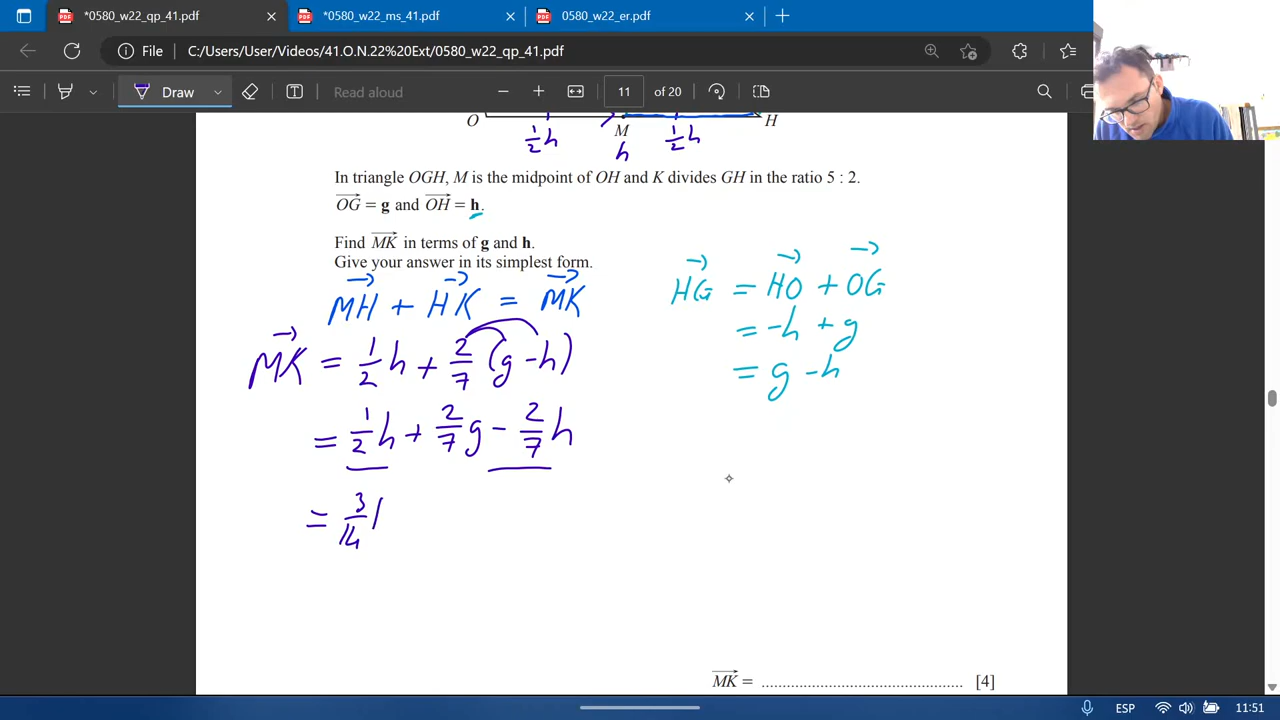 *0580_w22_qp_41.pdf
*0580_w22_ms_41.pdf
0580_w22_er.pdf
File
C:/Users/User/Videos/41.O.N.22%20Ext/0580_w22_qp_41.pdf
Draw
Read aloud
11 of 20
O
M
H
1/2 h
h
1/2 h
In triangle OGH, M is the midpoint of OH and K divides GH in the ratio 5 : 2.
OG = g and OH = h.
Find MK in terms of g and h.
Give your answer in its simplest form.
MH + HK = MK
MK = 1/2 h + 2/7 (g - h)
= 1/2 h + 2/7 g - 2/7 h
= 3/14
HG = HO + OG
= -h + g
= g - h
MK = ................................................ [4]
ESP
11:51